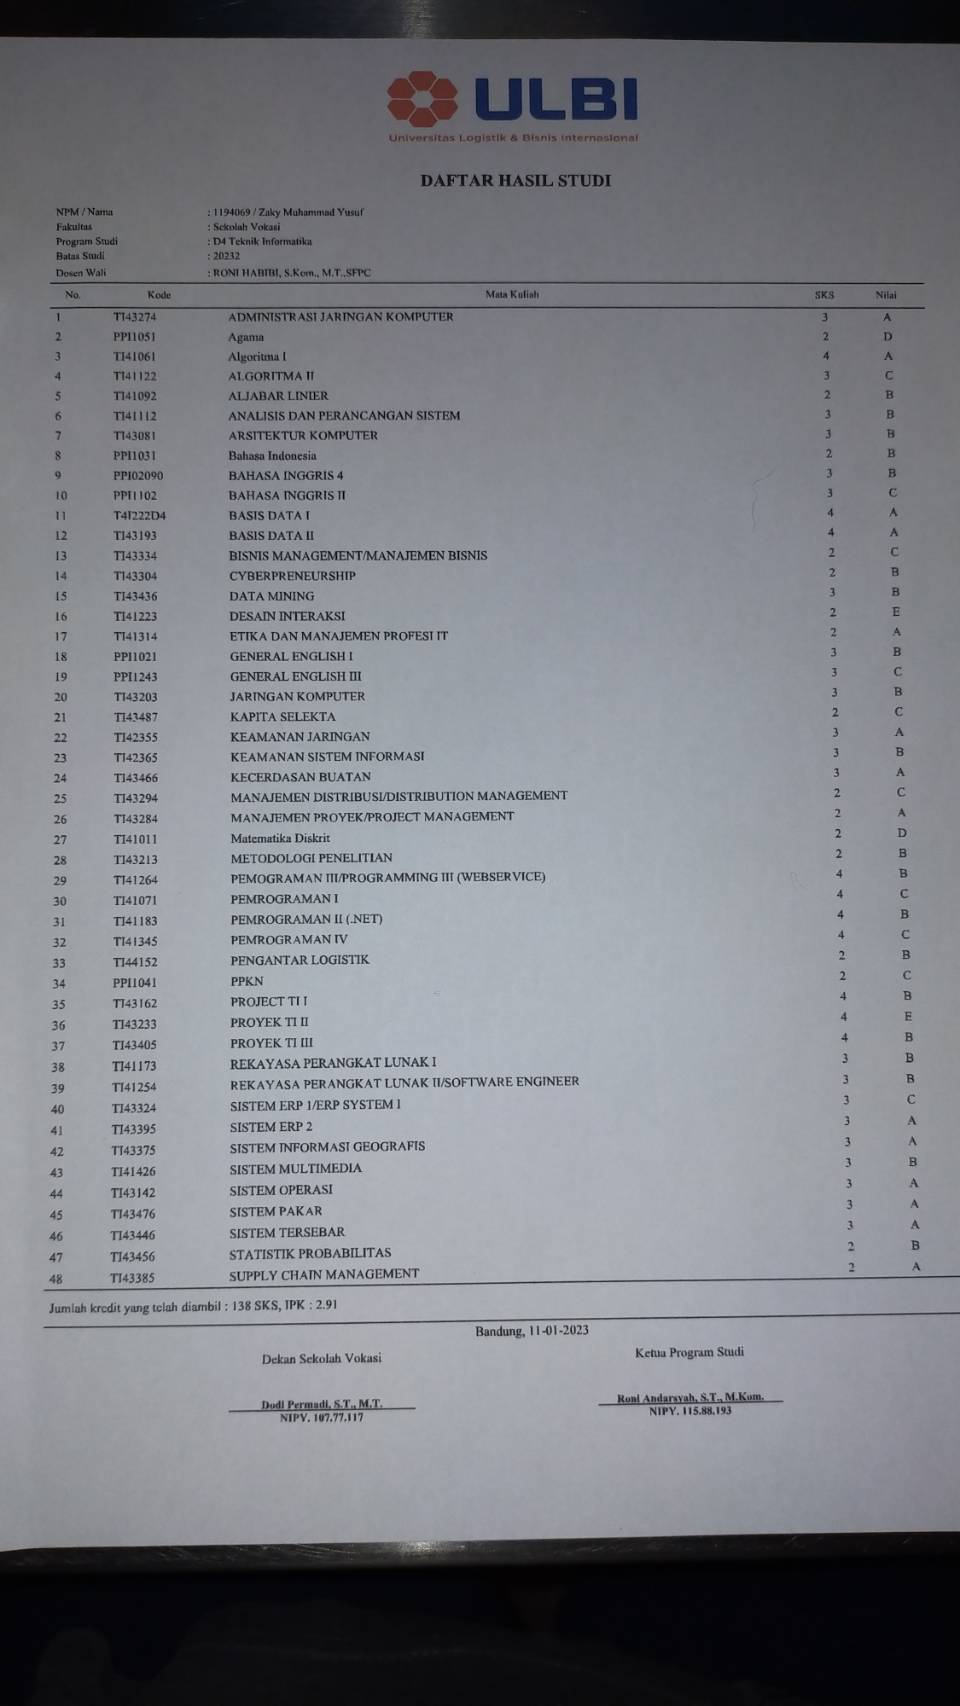 ULBI
Universitas Logistik & Bisnis Internasional
DAFTAR HASIL STUDI
NPM / Nama : 1194069 / Zaky Muhammad Yusuf
Fakultas : Sekolah Vokasi
Program Studi : D4 Teknik Informatika
Batas Studi : 20232
Dosen Wali : RONI HABIBI, S.Kom., M.T.,SFPC
No. Kode Mata Kuliah SKS Nilai
1 TI43274 ADMINISTRASI JARINGAN KOMPUTER 3 A
2 PPI1051 Agama 2 D
3 TI41061 Algoritma I 4 A
4 TI41122 ALGORITMA II 3 C
5 TI41092 ALJABAR LINIER 2 B
6 TI41112 ANALISIS DAN PERANCANGAN SISTEM 3 B
7 TI43081 ARSITEKTUR KOMPUTER 3 B
8 PPI1031 Bahasa Indonesia 2 B
9 PPI02090 BAHASA INGGRIS 4 3 B
10 PPI1102 BAHASA INGGRIS II 3 C
11 T4I222D4 BASIS DATA I 4 A
12 TI43193 BASIS DATA II 4 A
13 TI43334 BISNIS MANAGEMENT/MANAJEMEN BISNIS 2 C
14 TI43304 CYBERPRENEURSHIP 2 B
15 TI43436 DATA MINING 3 B
16 TI41223 DESAIN INTERAKSI 2 E
17 TI41314 ETIKA DAN MANAJEMEN PROFESI IT 2 A
18 PPI1021 GENERAL ENGLISH I 3 B
19 PPI1243 GENERAL ENGLISH III 3 C
20 TI43203 JARINGAN KOMPUTER 3 B
21 TI43487 KAPITA SELEKTA 2 C
22 TI42355 KEAMANAN JARINGAN 3 A
23 TI42365 KEAMANAN SISTEM INFORMASI 3 B
24 TI43466 KECERDASAN BUATAN 3 A
25 TI43294 MANAJEMEN DISTRIBUSI/DISTRIBUTION MANAGEMENT 2 C
26 TI43284 MANAJEMEN PROYEK/PROJECT MANAGEMENT 2 A
27 TI41011 Matematika Diskrit 2 D
28 TI43213 METODOLOGI PENELITIAN 2 B
29 TI41264 PEMOGRAMAN III/PROGRAMMING III (WEBSERVICE) 4 B
30 TI41071 PEMROGRAMAN I 4 C
31 TI41183 PEMROGRAMAN II (.NET) 4 B
32 TI41345 PEMROGRAMAN IV 4 C
33 TI44152 PENGANTAR LOGISTIK 2 B
34 PPI1041 PPKN 2 C
35 TI43162 PROJECT TI I 4 B
36 TI43233 PROYEK TI II 4 E
37 TI43405 PROYEK TI III 4 B
38 TI41173 REKAYASA PERANGKAT LUNAK I 3 B
39 TI41254 REKAYASA PERANGKAT LUNAK II/SOFTWARE ENGINEER 3 B
40 TI43324 SISTEM ERP 1/ERP SYSTEM I 3 C
41 TI43395 SISTEM ERP 2 3 A
42 TI43375 SISTEM INFORMASI GEOGRAFIS 3 A
43 TI41426 SISTEM MULTIMEDIA 3 B
44 TI43142 SISTEM OPERASI 3 A
45 TI43476 SISTEM PAKAR 3 A
46 TI43446 SISTEM TERSEBAR 3 A
47 TI43456 STATISTIK PROBABILITAS 2 B
48 TI43385 SUPPLY CHAIN MANAGEMENT 2 A
Jumlah kredit yang telah diambil : 138 SKS, IPK : 2.91
Bandung, 11-01-2023
Dekan Sekolah Vokasi Ketua Program Studi
Dodi Permadi, S.T., M.T. Roni Andarsyah, S.T., M.Kom.
NIPY. 107.77.117 NIPY. 115.88.193